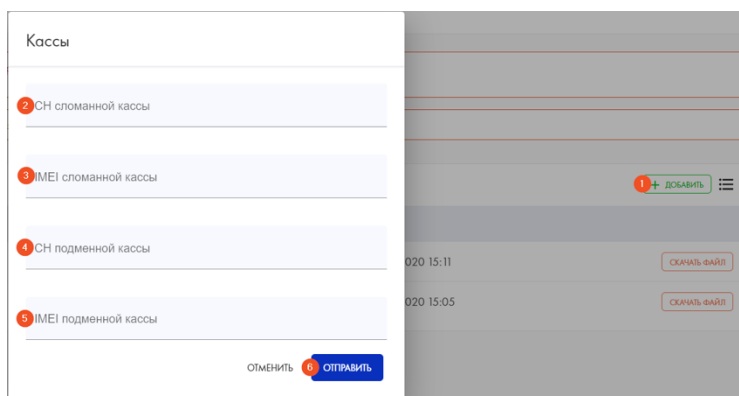 Кассы
2 СН сломанной кассы
3 IMEI сломанной кассы
1 + ДОБАВИТЬ
4 СН подменной кассы
020 15:11 СКАЧАТЬ ФАЙЛ
020 15:05 СКАЧАТЬ ФАЙЛ
5 IMEI подменной кассы
ОТМЕНИТЬ 6 ОТПРАВИТЬ